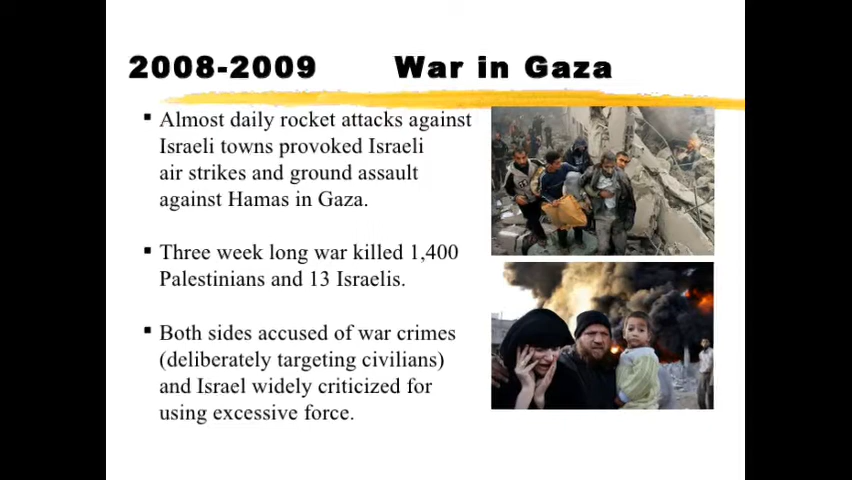 2008-2009 War in Gaza
▪ Almost daily rocket attacks against
Israeli towns provoked Israeli
air strikes and ground assault
against Hamas in Gaza.
▪ Three week long war killed 1,400
Palestinians and 13 Israelis.
▪ Both sides accused of war crimes
(deliberately targeting civilians)
and Israel widely criticized for
using excessive force.